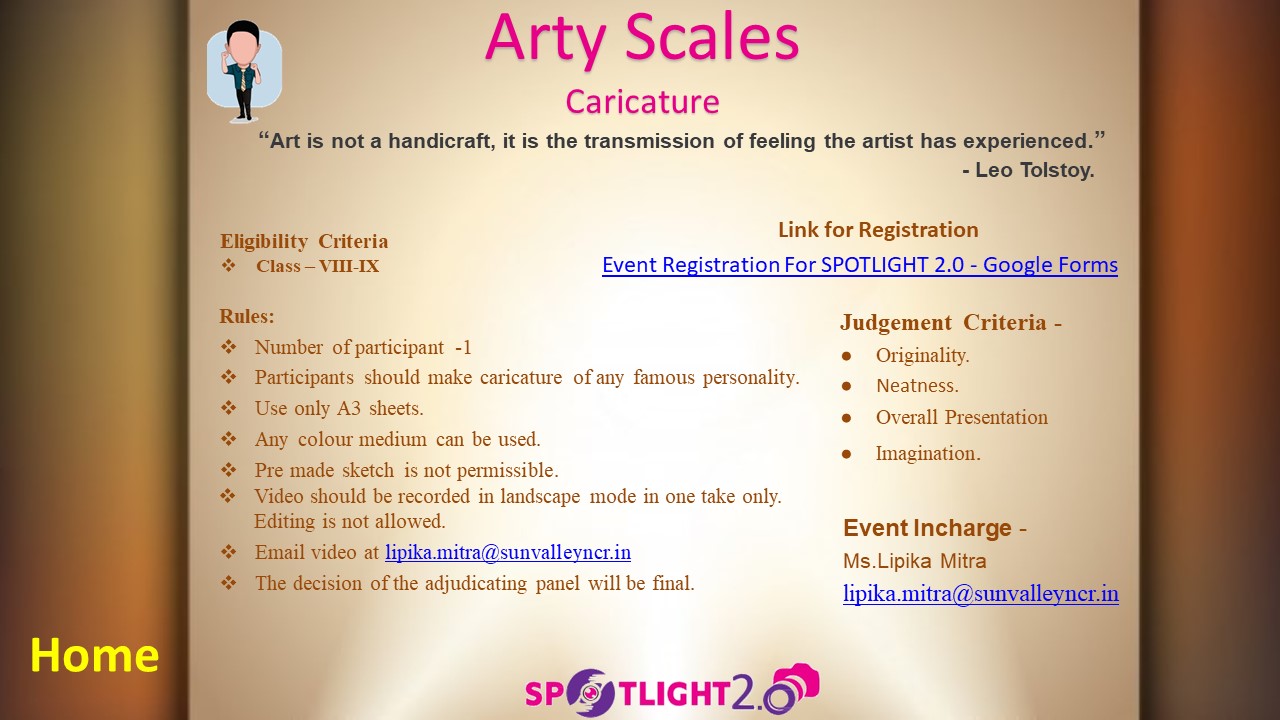 Arty Scales
Caricature
“Art is not a handicraft, it is the transmission of feeling the artist has experienced.”
- Leo Tolstoy.
Eligibility Criteria
❖ Class – VIII-IX
Link for Registration
Event Registration For SPOTLIGHT 2.0 - Google Forms
Rules:
❖ Number of participant -1
❖ Participants should make caricature of any famous personality.
❖ Use only A3 sheets.
❖ Any colour medium can be used.
❖ Pre made sketch is not permissible.
❖ Video should be recorded in landscape mode in one take only.
Editing is not allowed.
❖ Email video at lipika.mitra@sunvalleyncr.in
❖ The decision of the adjudicating panel will be final.
Judgement Criteria -
● Originality.
● Neatness.
● Overall Presentation
● Imagination.
Event Incharge -
Ms.Lipika Mitra
lipika.mitra@sunvalleyncr.in
Home
SPOTLIGHT 2.0